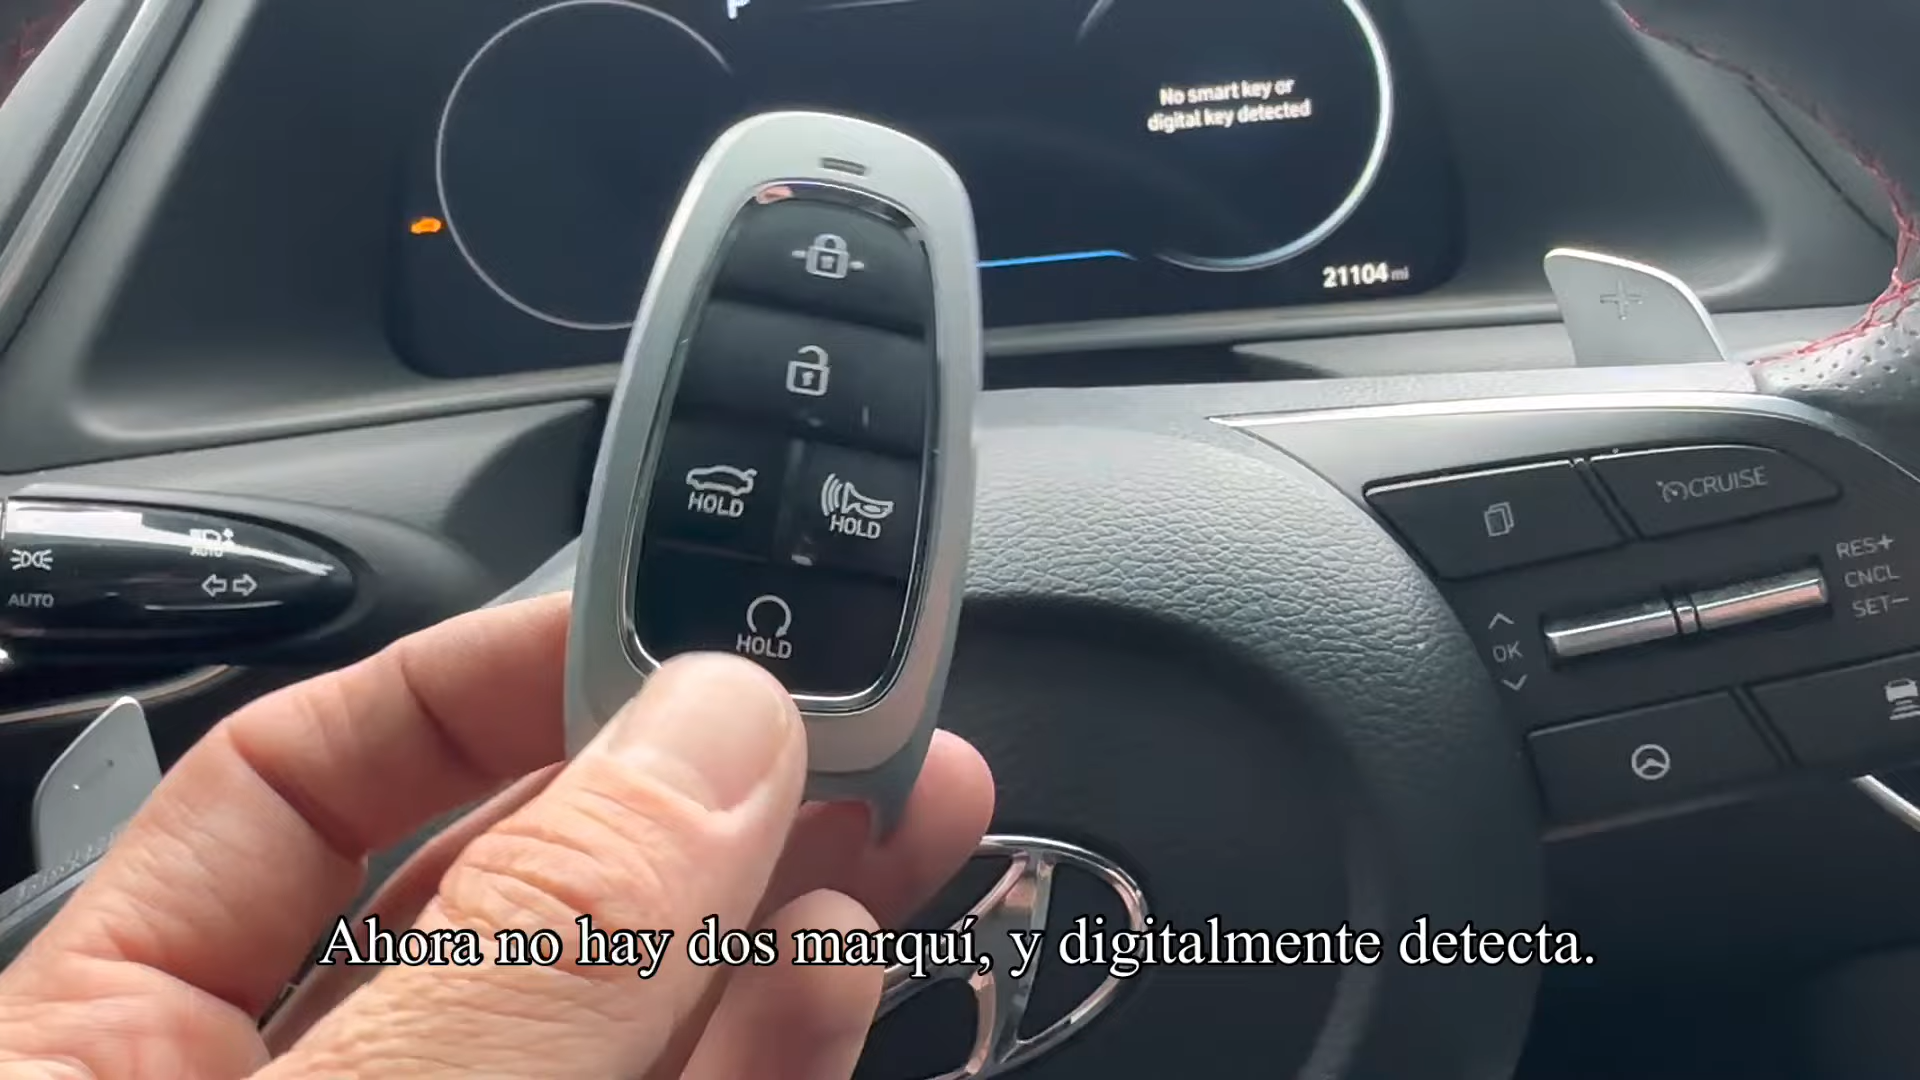 No smart key or
digital key detected
21104 mi
HOLD
HOLD
HOLD
AUTO
AUTO
CRUISE
RES+
CNCL
SET−
OK
Ahora no hay dos marquí, y digitalmente detecta.